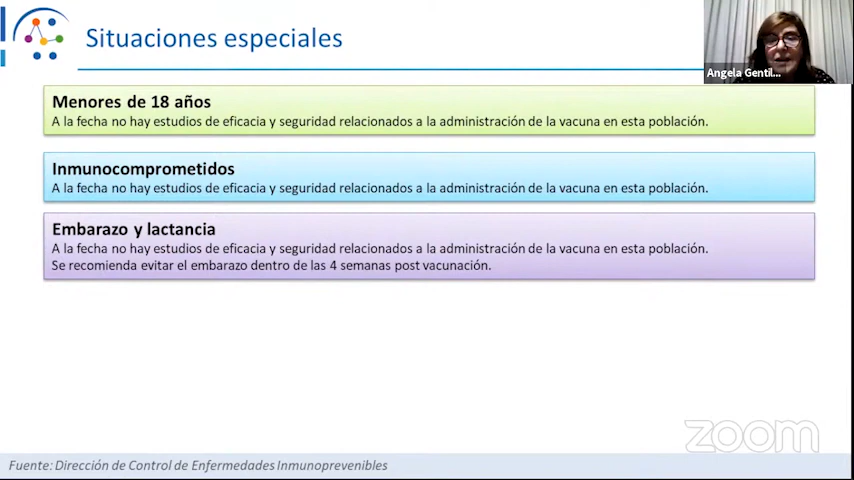 Situaciones especiales
Angela Gentil...
Menores de 18 años
A la fecha no hay estudios de eficacia y seguridad relacionados a la administración de la vacuna en esta población.
Inmunocomprometidos
A la fecha no hay estudios de eficacia y seguridad relacionados a la administración de la vacuna en esta población.
Embarazo y lactancia
A la fecha no hay estudios de eficacia y seguridad relacionados a la administración de la vacuna en esta población.
Se recomienda evitar el embarazo dentro de las 4 semanas post vacunación.
zoom
Fuente: Dirección de Control de Enfermedades Inmunoprevenibles